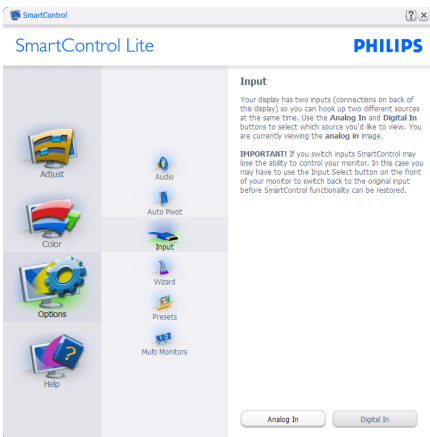 SmartControl
SmartControl Lite
PHILIPS
Adjust
Color
Options
Help
Audio
Auto Pivot
Input
Wizard
Presets
Multi Monitors
Input
Your display has two inputs (connections on back of
this display) so you can hook up two different sources
at the same time. Use the Analog In and Digital In
buttons to select which source you'd like to view. You
are currently viewing the analog in image.
IMPORTANT! If you switch inputs SmartControl may
lose the ability to control your monitor. In this case you
may have to use the Input Select button on the front
of your monitor to switch back to the original input
before SmartControl functionality can be restored.
Analog In
Digital In